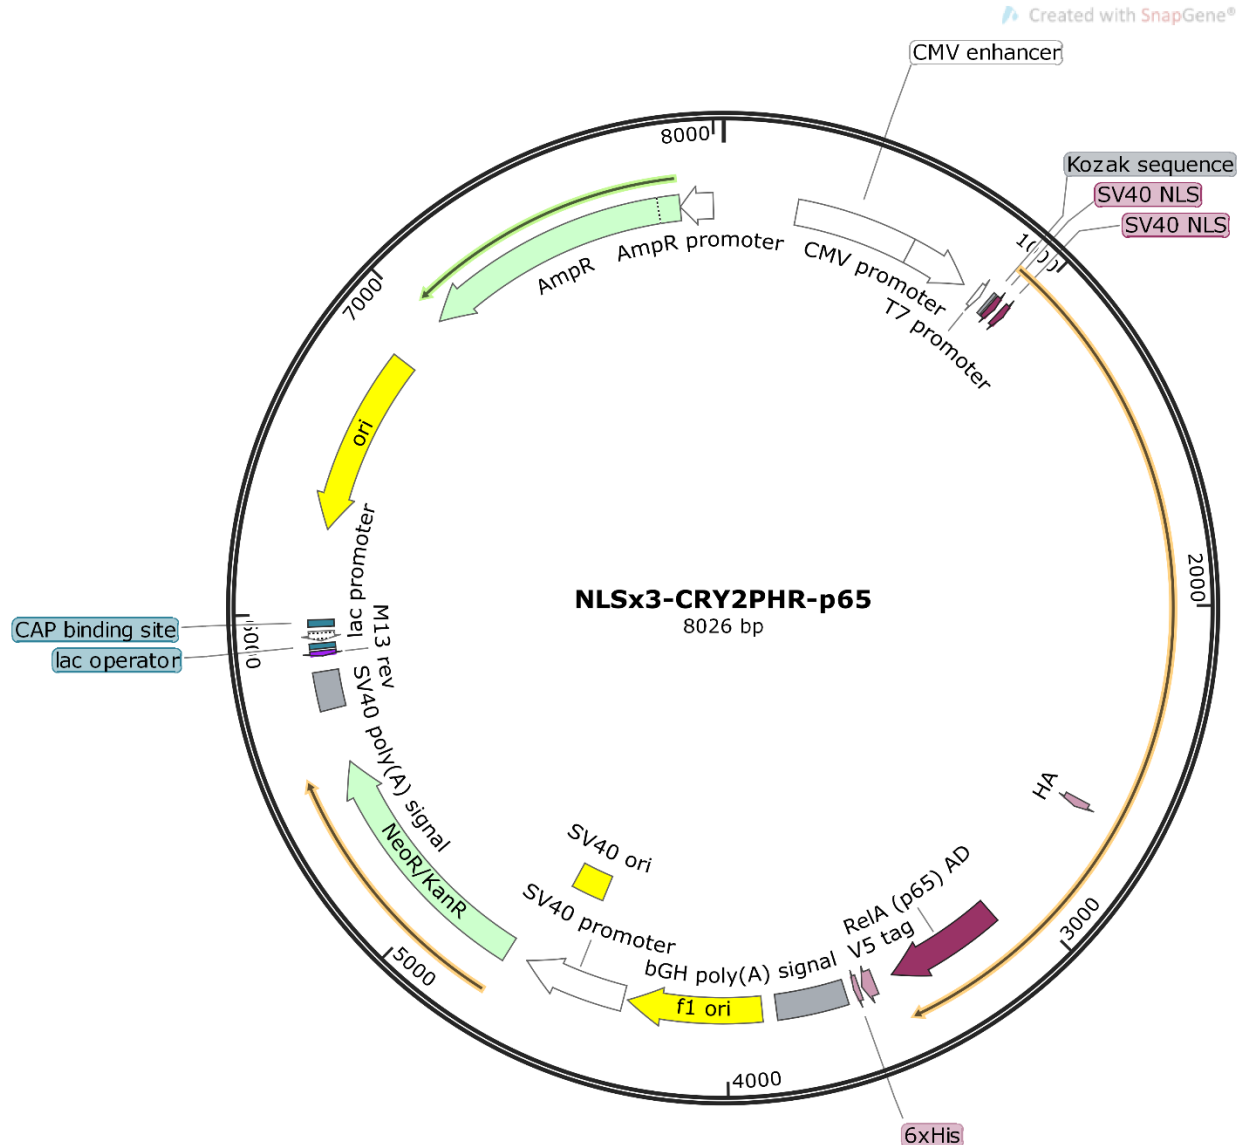 Created with SnapGene®
CMV enhancer
8000
Kozak sequence
SV40 NLS
SV40 NLS
1000
AmpR promoter
CMV promoter
AmpR
T7 promoter
7000
ori
2000
lac promoter
NLSx3-CRY2PHR-p65
8026 bp
CAP binding site
lac operator
6000
M13 rev
SV40 poly(A) signal
HA
SV40 ori
NeoR/KanR
RelA (p65) AD
SV40 promoter
V5 tag
3000
bGH poly(A) signal
5000
f1 ori
4000
6xHis